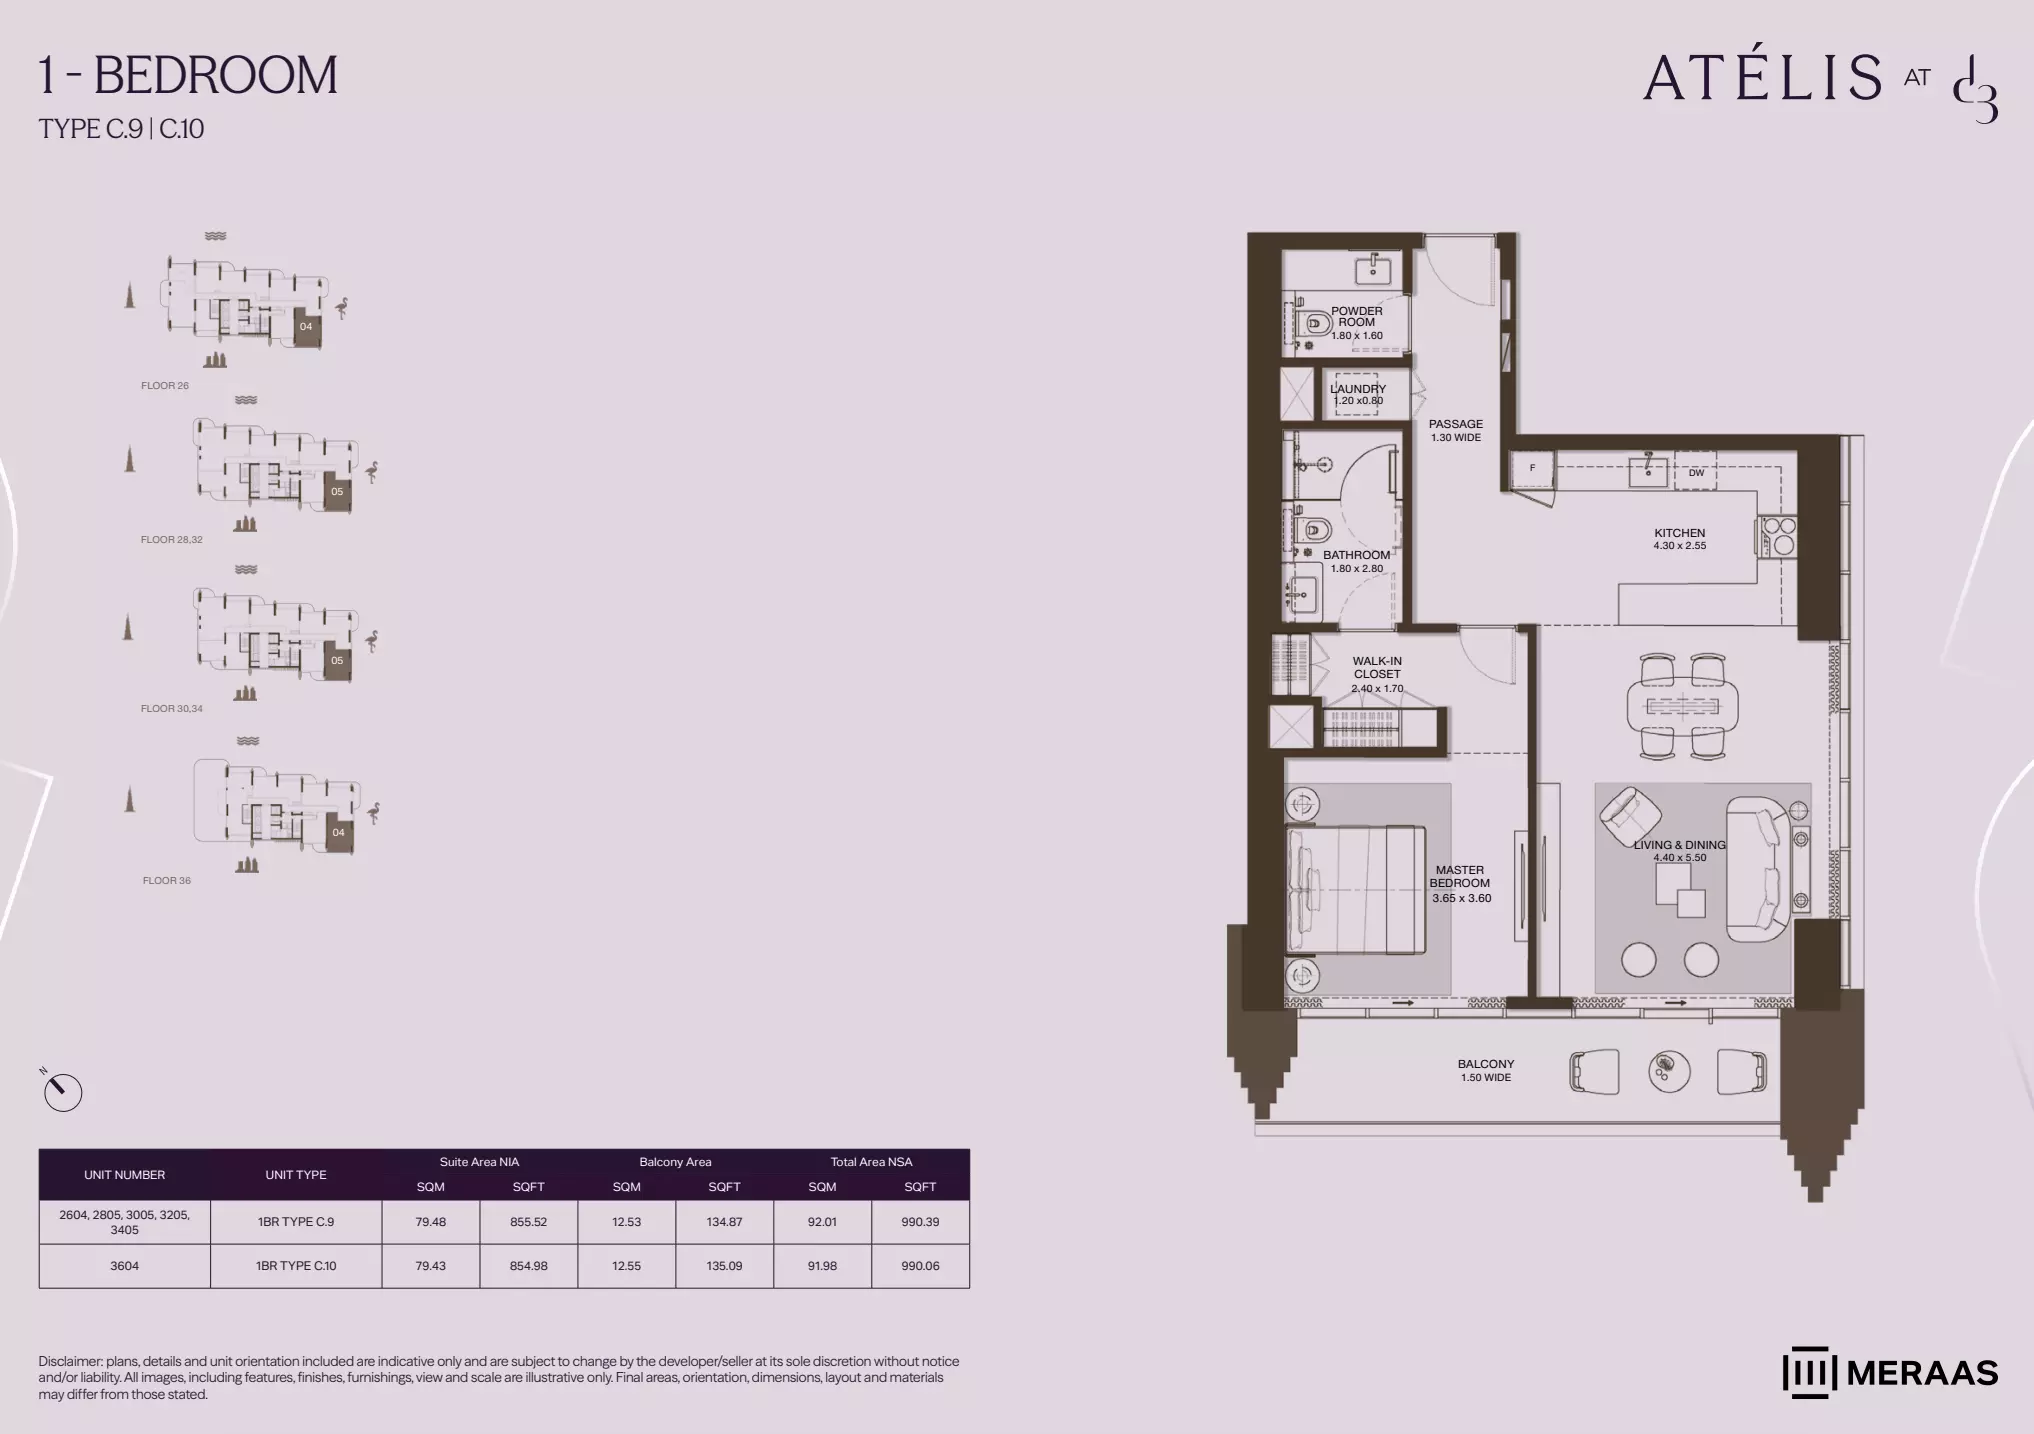 1 - BEDROOM
TYPE C.9 | C.10
ATÉLIS AT d3
04
FLOOR 26
05
FLOOR 28,32
05
FLOOR 30,34
04
FLOOR 36
POWDER
ROOM
1.80 x 1.60
LAUNDRY
1.20 x0.80
PASSAGE
1.30 WIDE
F
DW
KITCHEN
4.30 x 2.55
BATHROOM
1.80 x 2.80
WALK-IN
CLOSET
2.40 x 1.70
LIVING & DINING
4.40 x 5.50
MASTER
BEDROOM
3.65 x 3.60
BALCONY
1.50 WIDE
N
UNIT NUMBER UNIT TYPE Suite Area NIA Balcony Area Total Area NSA
SQM SQFT SQM SQFT SQM SQFT
2604, 2805, 3005, 3205,
3405 1BR TYPE C.9 79.48 855.52 12.53 134.87 92.01 990.39
3604 1BR TYPE C.10 79.43 854.98 12.55 135.09 91.98 990.06
Disclaimer: plans, details and unit orientation included are indicative only and are subject to change by the developer/seller at its sole discretion without notice
and/or liability. All images, including features, finishes, furnishings, view and scale are illustrative only. Final areas, orientation, dimensions, layout and materials
may differ from those stated.
MERAAS